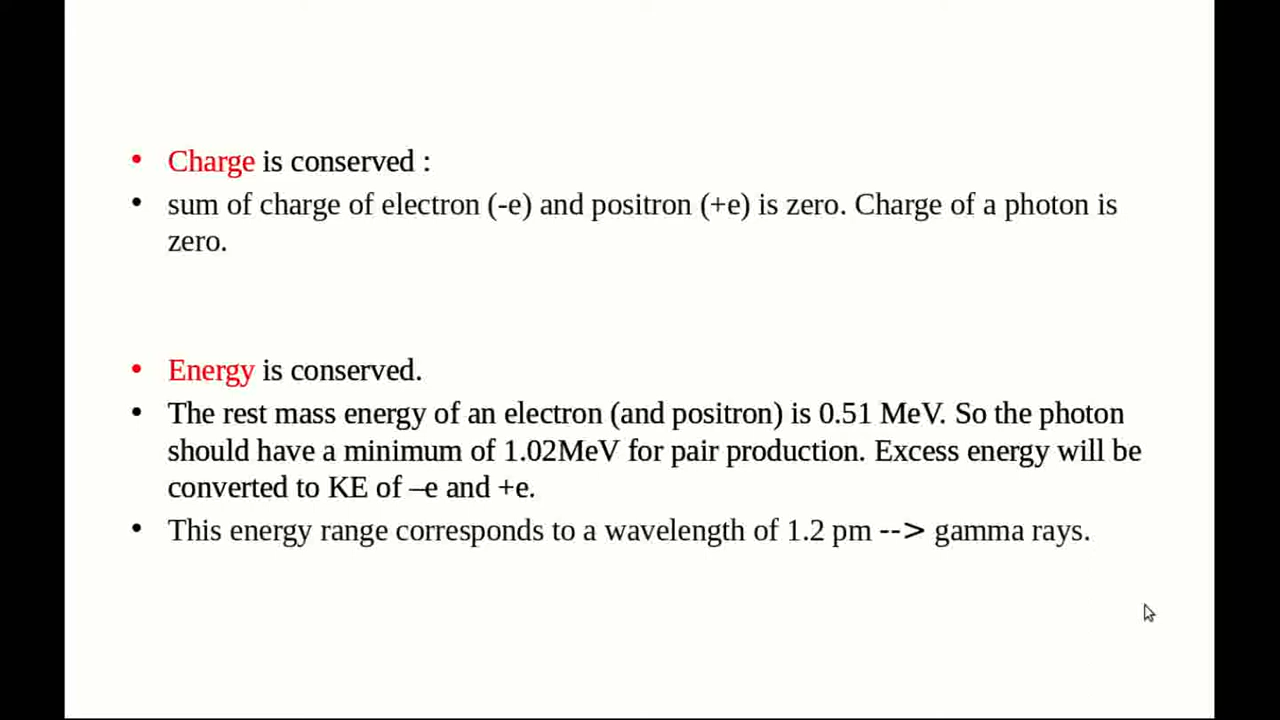 • Charge is conserved :
• sum of charge of electron (-e) and positron (+e) is zero. Charge of a photon is
zero.
• Energy is conserved.
• The rest mass energy of an electron (and positron) is 0.51 MeV. So the photon
should have a minimum of 1.02MeV for pair production. Excess energy will be
converted to KE of –e and +e.
• This energy range corresponds to a wavelength of 1.2 pm --> gamma rays.